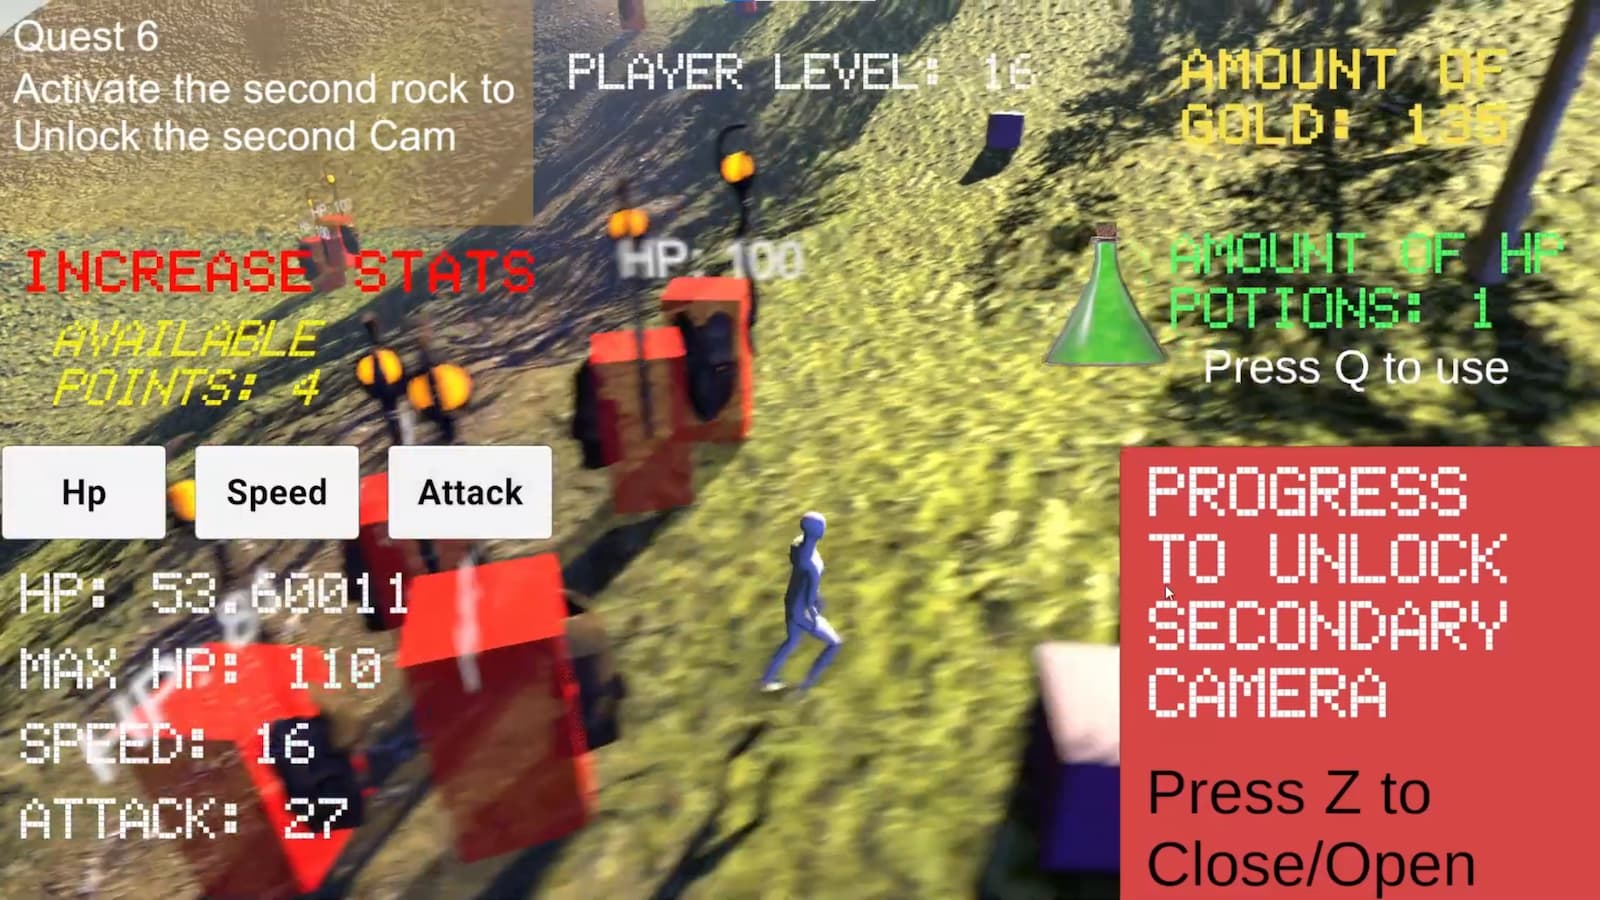 Quest 6
Activate the second rock to
Unlock the second Cam
PLAYER LEVEL: 16
AMOUNT OF
GOLD: 135
HP: 100
HP: 100
INCREASE STATS
AVAILABLE
POINTS: 4
AMOUNT OF HP
POTIONS: 1
Press Q to use
Hp
Speed
Attack
HP: 53.60011
MAX HP: 110
SPEED: 16
ATTACK: 27
PROGRESS
TO UNLOCK
SECONDARY
CAMERA
Press Z to
Close/Open